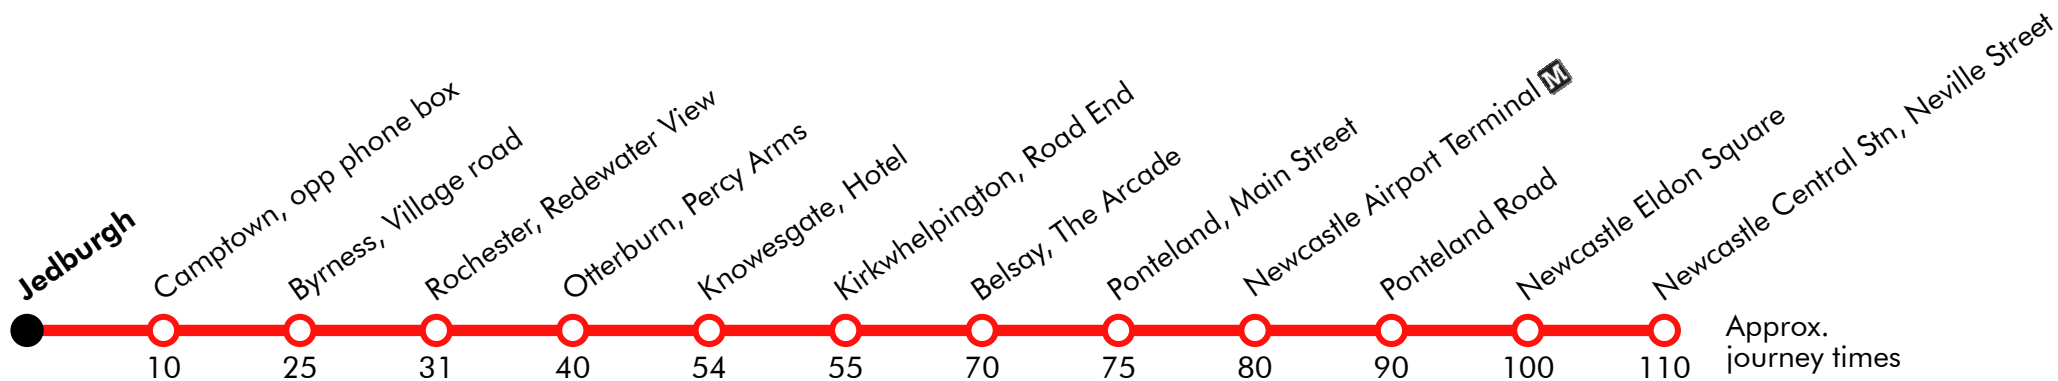 Jedburgh
Camptown, opp phone box
Byrness, Village road
Rochester, Redewater View
Otterburn, Percy Arms
Knowesgate, Hotel
Kirkwhelpington, Road End
Belsay, The Arcade
Ponteland, Main Street
Newcastle Airport Terminal M
Ponteland Road
Newcastle Eldon Square
Newcastle Central Stn, Neville Street
10 25 31 40 54 55 70 75 80 90 100 110
Approx.
journey times